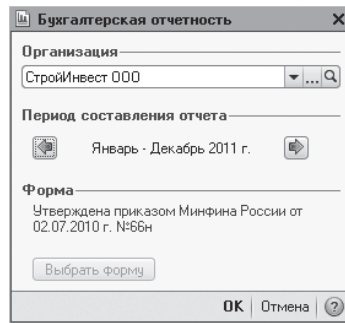 Бухгалтерская отчетность
Организация
СтройИнвест ООО
Период составления отчета
Январь - Декабрь 2011 г.
Форма
Утверждена приказом Минфина России от
02.07.2010 г. №66н
Выбрать форму
OK Отмена ?